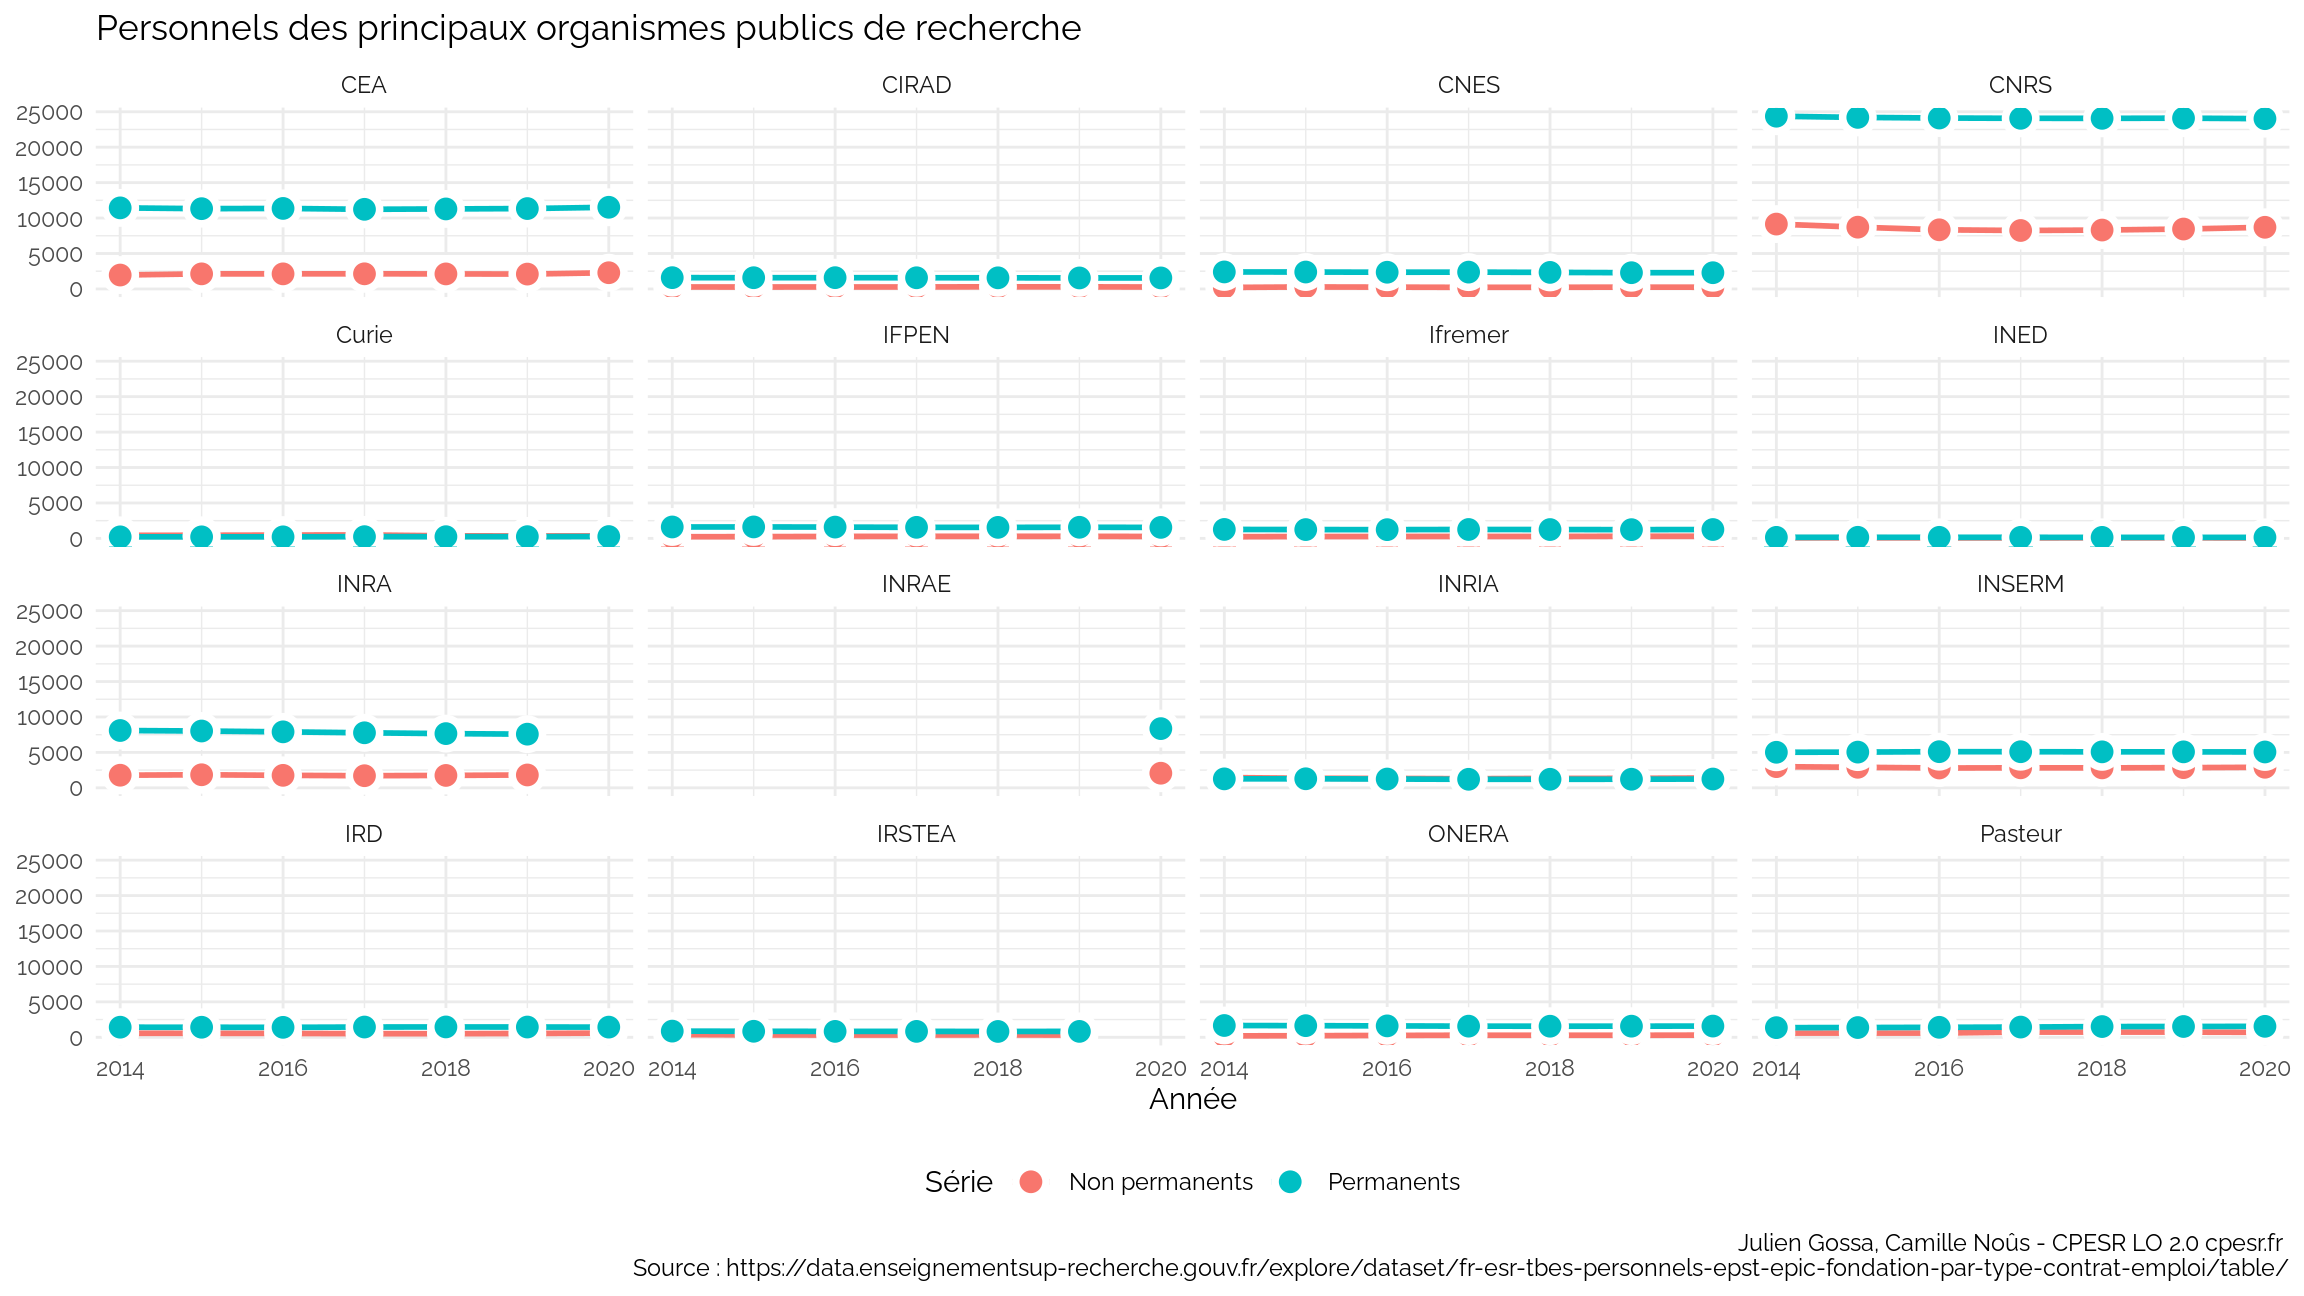 Personnels des principaux organismes publics de recherche
CEA CIRAD CNES CNRS
25000
20000
15000
10000
5000
0
Curie IFPEN Ifremer INED
25000
20000
15000
10000
5000
0
INRA INRAE INRIA INSERM
25000
20000
15000
10000
5000
0
IRD IRSTEA ONERA Pasteur
25000
20000
15000
10000
5000
0
2014 2016 2018 2020 2014 2016 2018 2020 2014 2016 2018 2020 2014 2016 2018 2020
Année
Série Non permanents Permanents
Julien Gossa, Camille Noûs - CPESR LO 2.0 cpesr.fr
Source : https://data.enseignementsup-recherche.gouv.fr/explore/dataset/fr-esr-tbes-personnels-epst-epic-fondation-par-type-contrat-emploi/table/